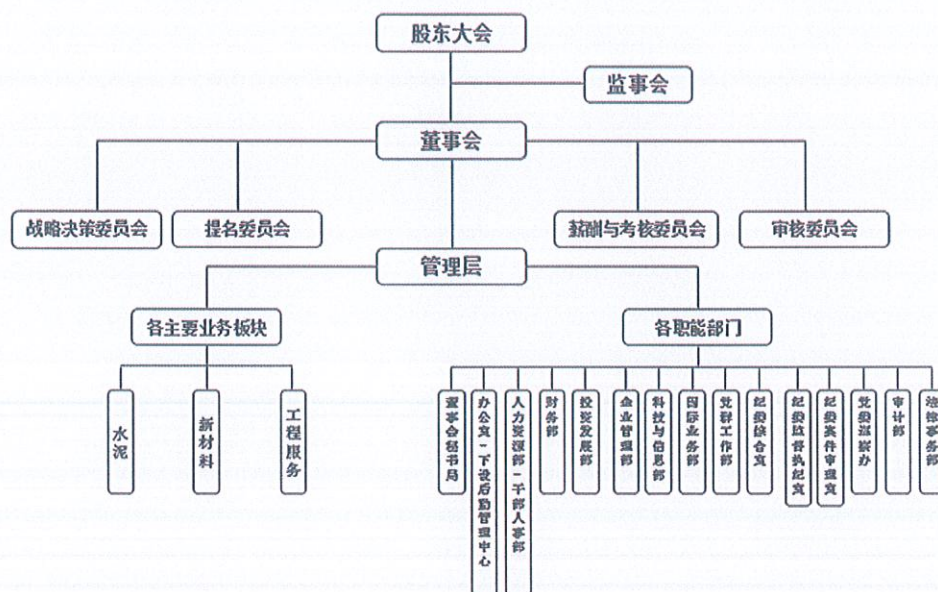 股东大会
监事会
董事会
战略决策委员会
提名委员会
薪酬与考核委员会
审核委员会
管理层
各主要业务板块
各职能部门
水泥
新材料
工程服务
董事会秘书局
办公室-下设后勤管理中心
人力资源部-干部人事部
财务部
投资发展部
企业管理部
科技与信息部
国际业务部
党群工作部
纪委综合室
纪委监督执纪室
纪委案件审理室
党委巡察办
审计部
法律事务部